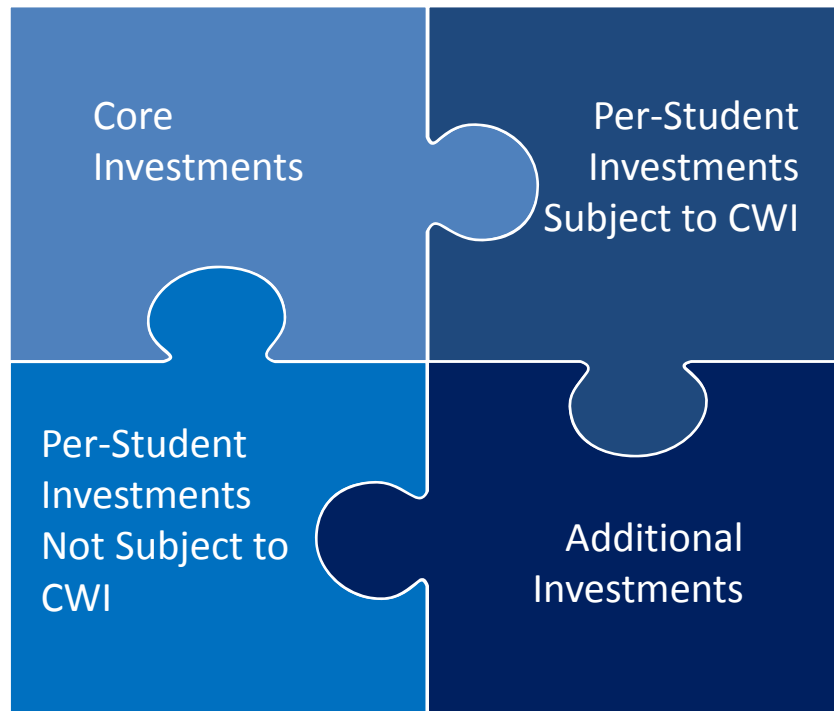 Core
Investments
Per-Student
Investments
Subject to CWI
Per-Student
Investments
Not Subject to
CWI
Additional
Investments